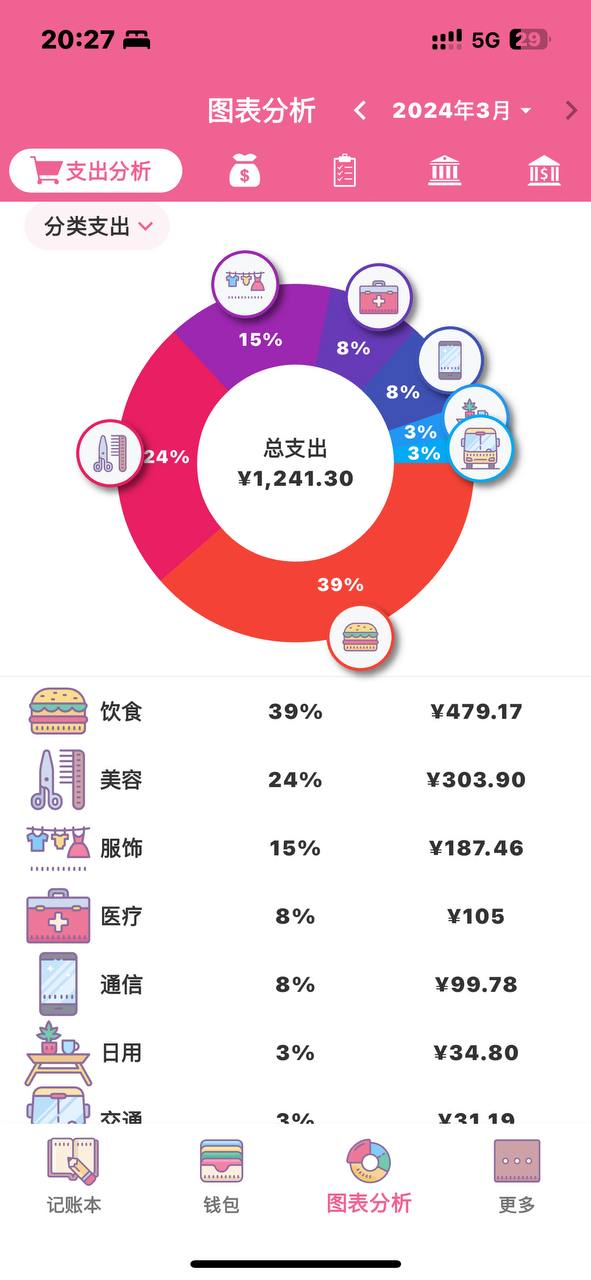 20:27
5G
29
图表分析
2024年3月
支出分析
分类支出
15%
8%
8%
3%
3%
24%
39%
总支出
¥1,241.30
饮食 39% ¥479.17
美容 24% ¥303.90
服饰 15% ¥187.46
医疗 8% ¥105
通信 8% ¥99.78
日用 3% ¥34.80
交通 3% ¥31.19
记账本
钱包
图表分析
更多